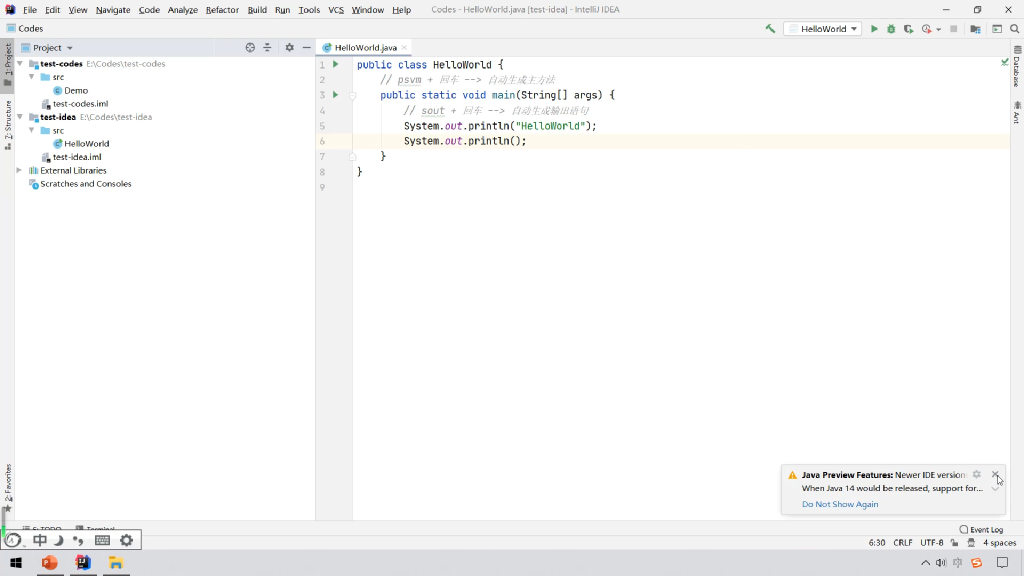 File Edit View Navigate Code Analyze Refactor Build Run Tools VCS Window Help Codes - HelloWorld.java [test-idea] - IntelliJ IDEA
Codes HelloWorld
Project HelloWorld.java
1: Project
Z: Structure
2: Favorites
test-codes E:\Codes\test-codes
src
Demo
test-codes.iml
test-idea E:\Codes\test-idea
src
HelloWorld
test-idea.iml
External Libraries
Scratches and Consoles
1 public class HelloWorld {
2 // psvm + 回车 --> 自动生成主方法
3 public static void main(String[] args) {
4 // sout + 回车 --> 自动生成输出语句
5 System.out.println("HelloWorld");
6 System.out.println();
7 }
8 }
9
Database
Ant
Java Preview Features: Newer IDE version
When Java 14 would be released, support for...
Do Not Show Again
6: TODO Terminal Event Log
中
6:30 CRLF UTF-8 4 spaces
中